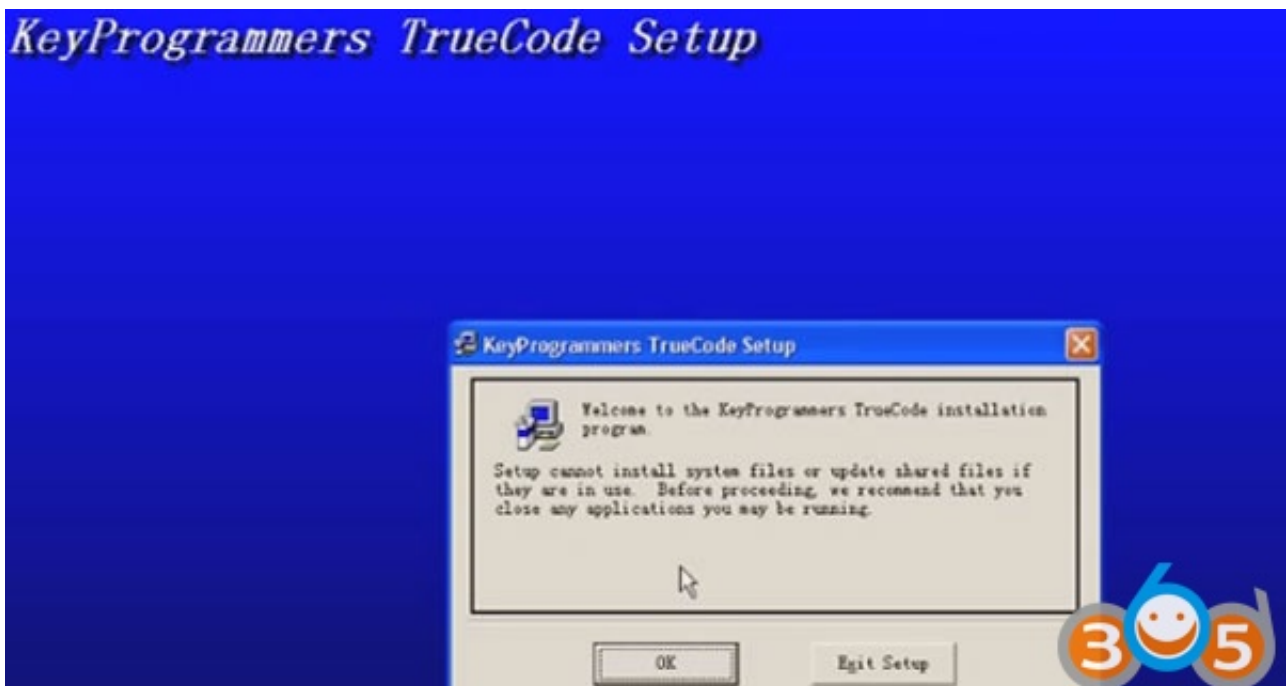 KeyProgrammers TrueCode Setup
KeyProgrammers TrueCode Setup
Welcome to the KeyProgrammers TrueCode installation
program.
Setup cannot install system files or update shared files if
they are in use. Before proceeding, we recommend that you
close any applications you may be running.
OK
Exit Setup
365d